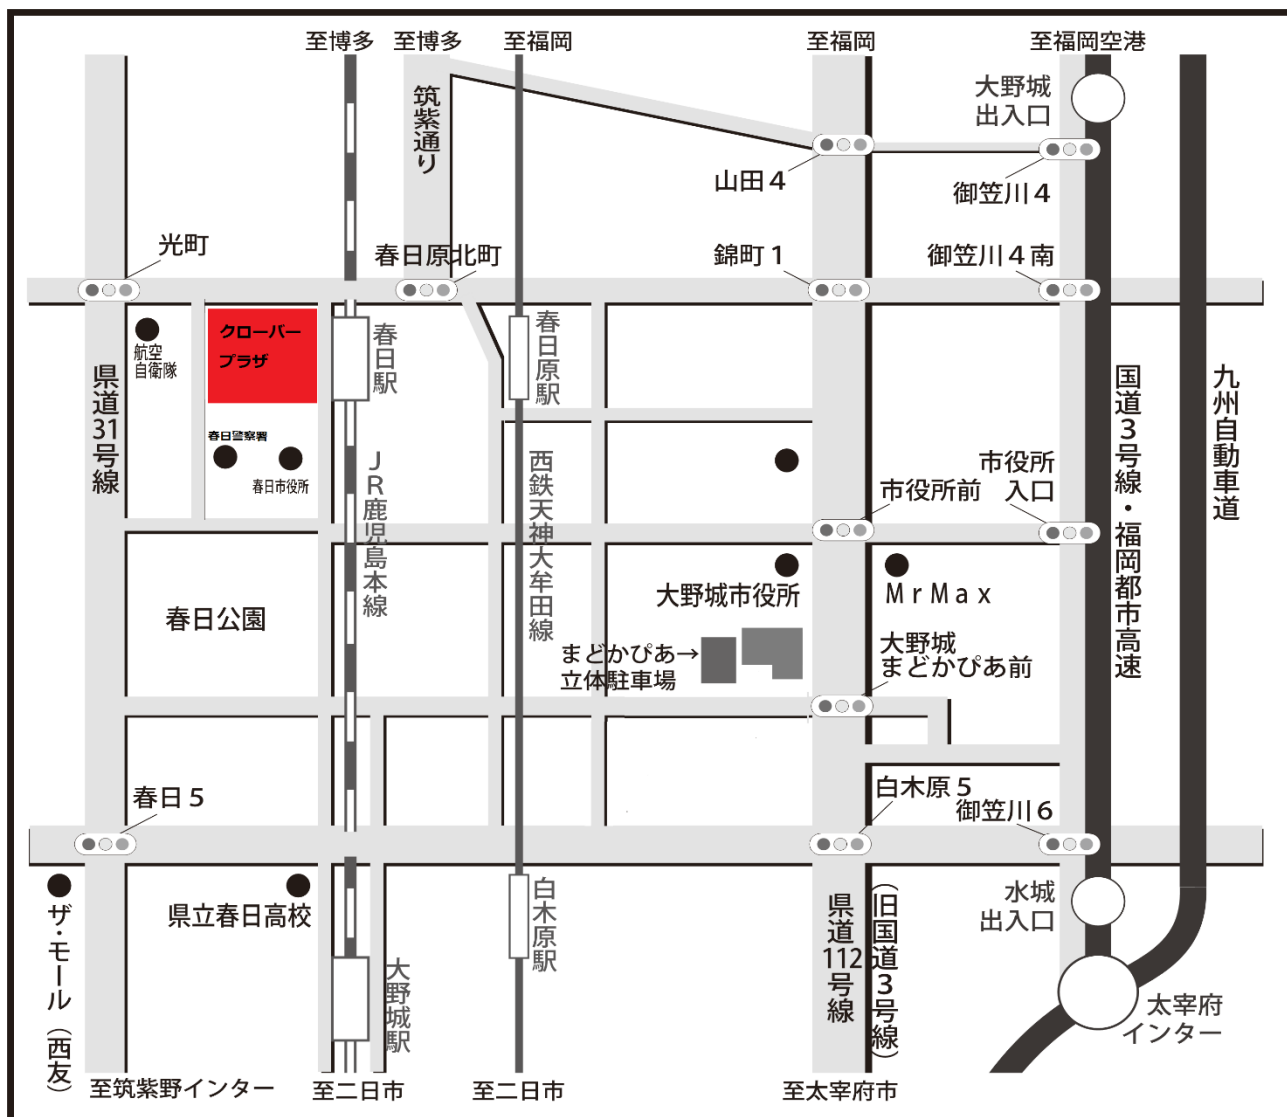 至博多
至博多
至福岡
至福岡
至福岡空港
筑紫通り
大野城
出入口
山田４
御笠川４
光町
春日原北町
錦町１
御笠川４南
クローバー
プラザ
航空
自衛隊
春日駅
春日原駅
県道31号線
国道３号線・福岡都市高速
九州自動車道
春日警察署
春日市役所
ＪＲ鹿児島本線
西鉄天神大牟田線
市役所前
市役所
入口
春日公園
大野城市役所
ＭｒＭａｘ
まどかぴあ→
立体駐車場
大野城
まどかぴあ前
春日５
白木原５
御笠川６
ザ・モール（西友）
県立春日高校
大野城駅
白木原駅
県道112号線
（旧国道３号線）
水城
出入口
太宰府
インター
至筑紫野インター
至二日市
至二日市
至太宰府市